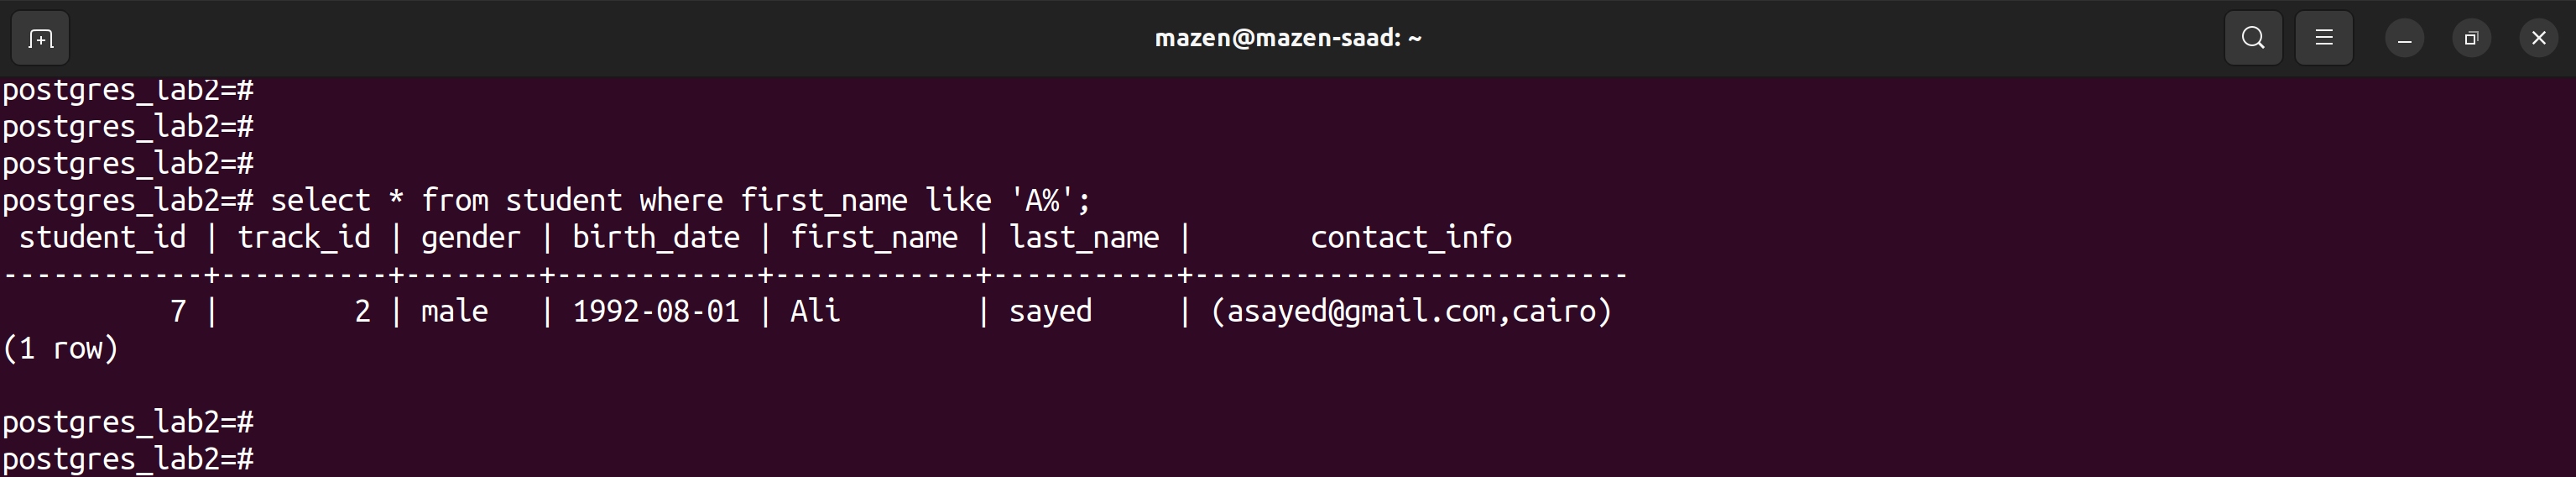 mazen@mazen-saad: ~
postgres_lab2=#
postgres_lab2=#
postgres_lab2=#
postgres_lab2=# select * from student where first_name like 'A%';
 student_id | track_id | gender | birth_date | first_name | last_name |       contact_info
------------+----------+--------+------------+------------+-----------+--------------------------
          7 |        2 | male   | 1992-08-01 | Ali        | sayed     | (asayed@gmail.com,cairo)
(1 row)

postgres_lab2=#
postgres_lab2=#